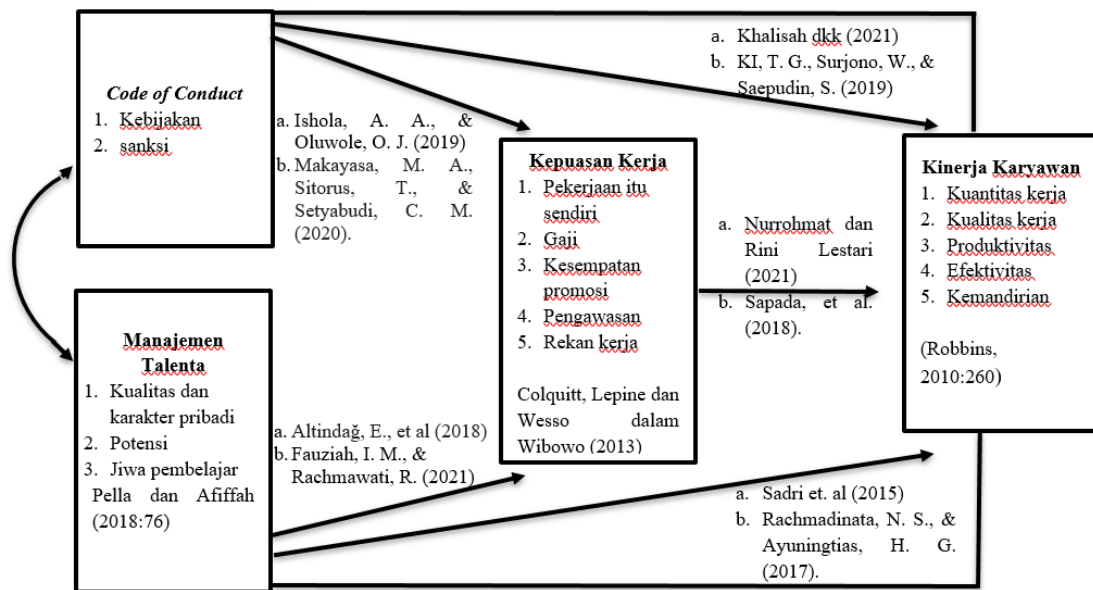 Code of Conduct
1. Kebijakan
2. sanksi
a. Ishola, A. A., &
Oluwole, O. J. (2019)
b. Makayasa, M. A.,
Sitorus, T., &
Setyabudi, C. M.
(2020).
a. Khalisah dkk (2021)
b. KI, T. G., Surjono, W., &
Saepudin, S. (2019)
Kepuasan Kerja
1. Pekerjaan itu
sendiri
2. Gaji
3. Kesempatan
promosi
4. Pengawasan
5. Rekan kerja
Colquitt, Lepine dan
Wesso dalam
Wibowo (2013)
a. Nurrohmat dan
Rini Lestari
(2021)
b. Sapada, et al.
(2018).
Kinerja Karyawan
1. Kuantitas kerja
2. Kualitas kerja
3. Produktivitas
4. Efektivitas
5. Kemandirian
(Robbins,
2010:260)
Manajemen
Talenta
1. Kualitas dan
karakter pribadi
2. Potensi
3. Jiwa pembelajar
Pella dan Afiffah
(2018:76)
a. Altindağ, E., et al (2018)
b. Fauziah, I. M., &
Rachmawati, R. (2021)
a. Sadri et. al (2015)
b. Rachmadinata, N. S., &
Ayuningtias, H. G.
(2017).